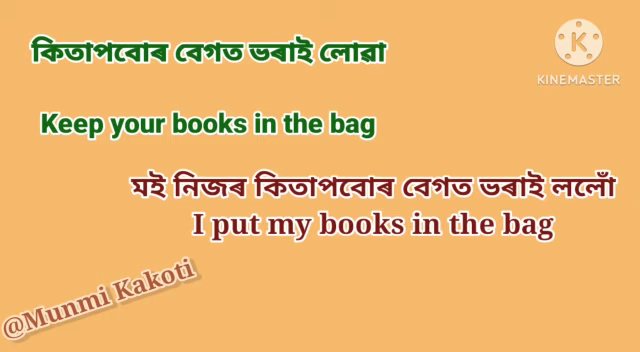 কিতাপবোৰ বেগত ভৰাই লোৱা
KINEMASTER
Keep your books in the bag
মই নিজৰ কিতাপবোৰ বেগত ভৰাই ললোঁ
I put my books in the bag
@Munmi Kakoti